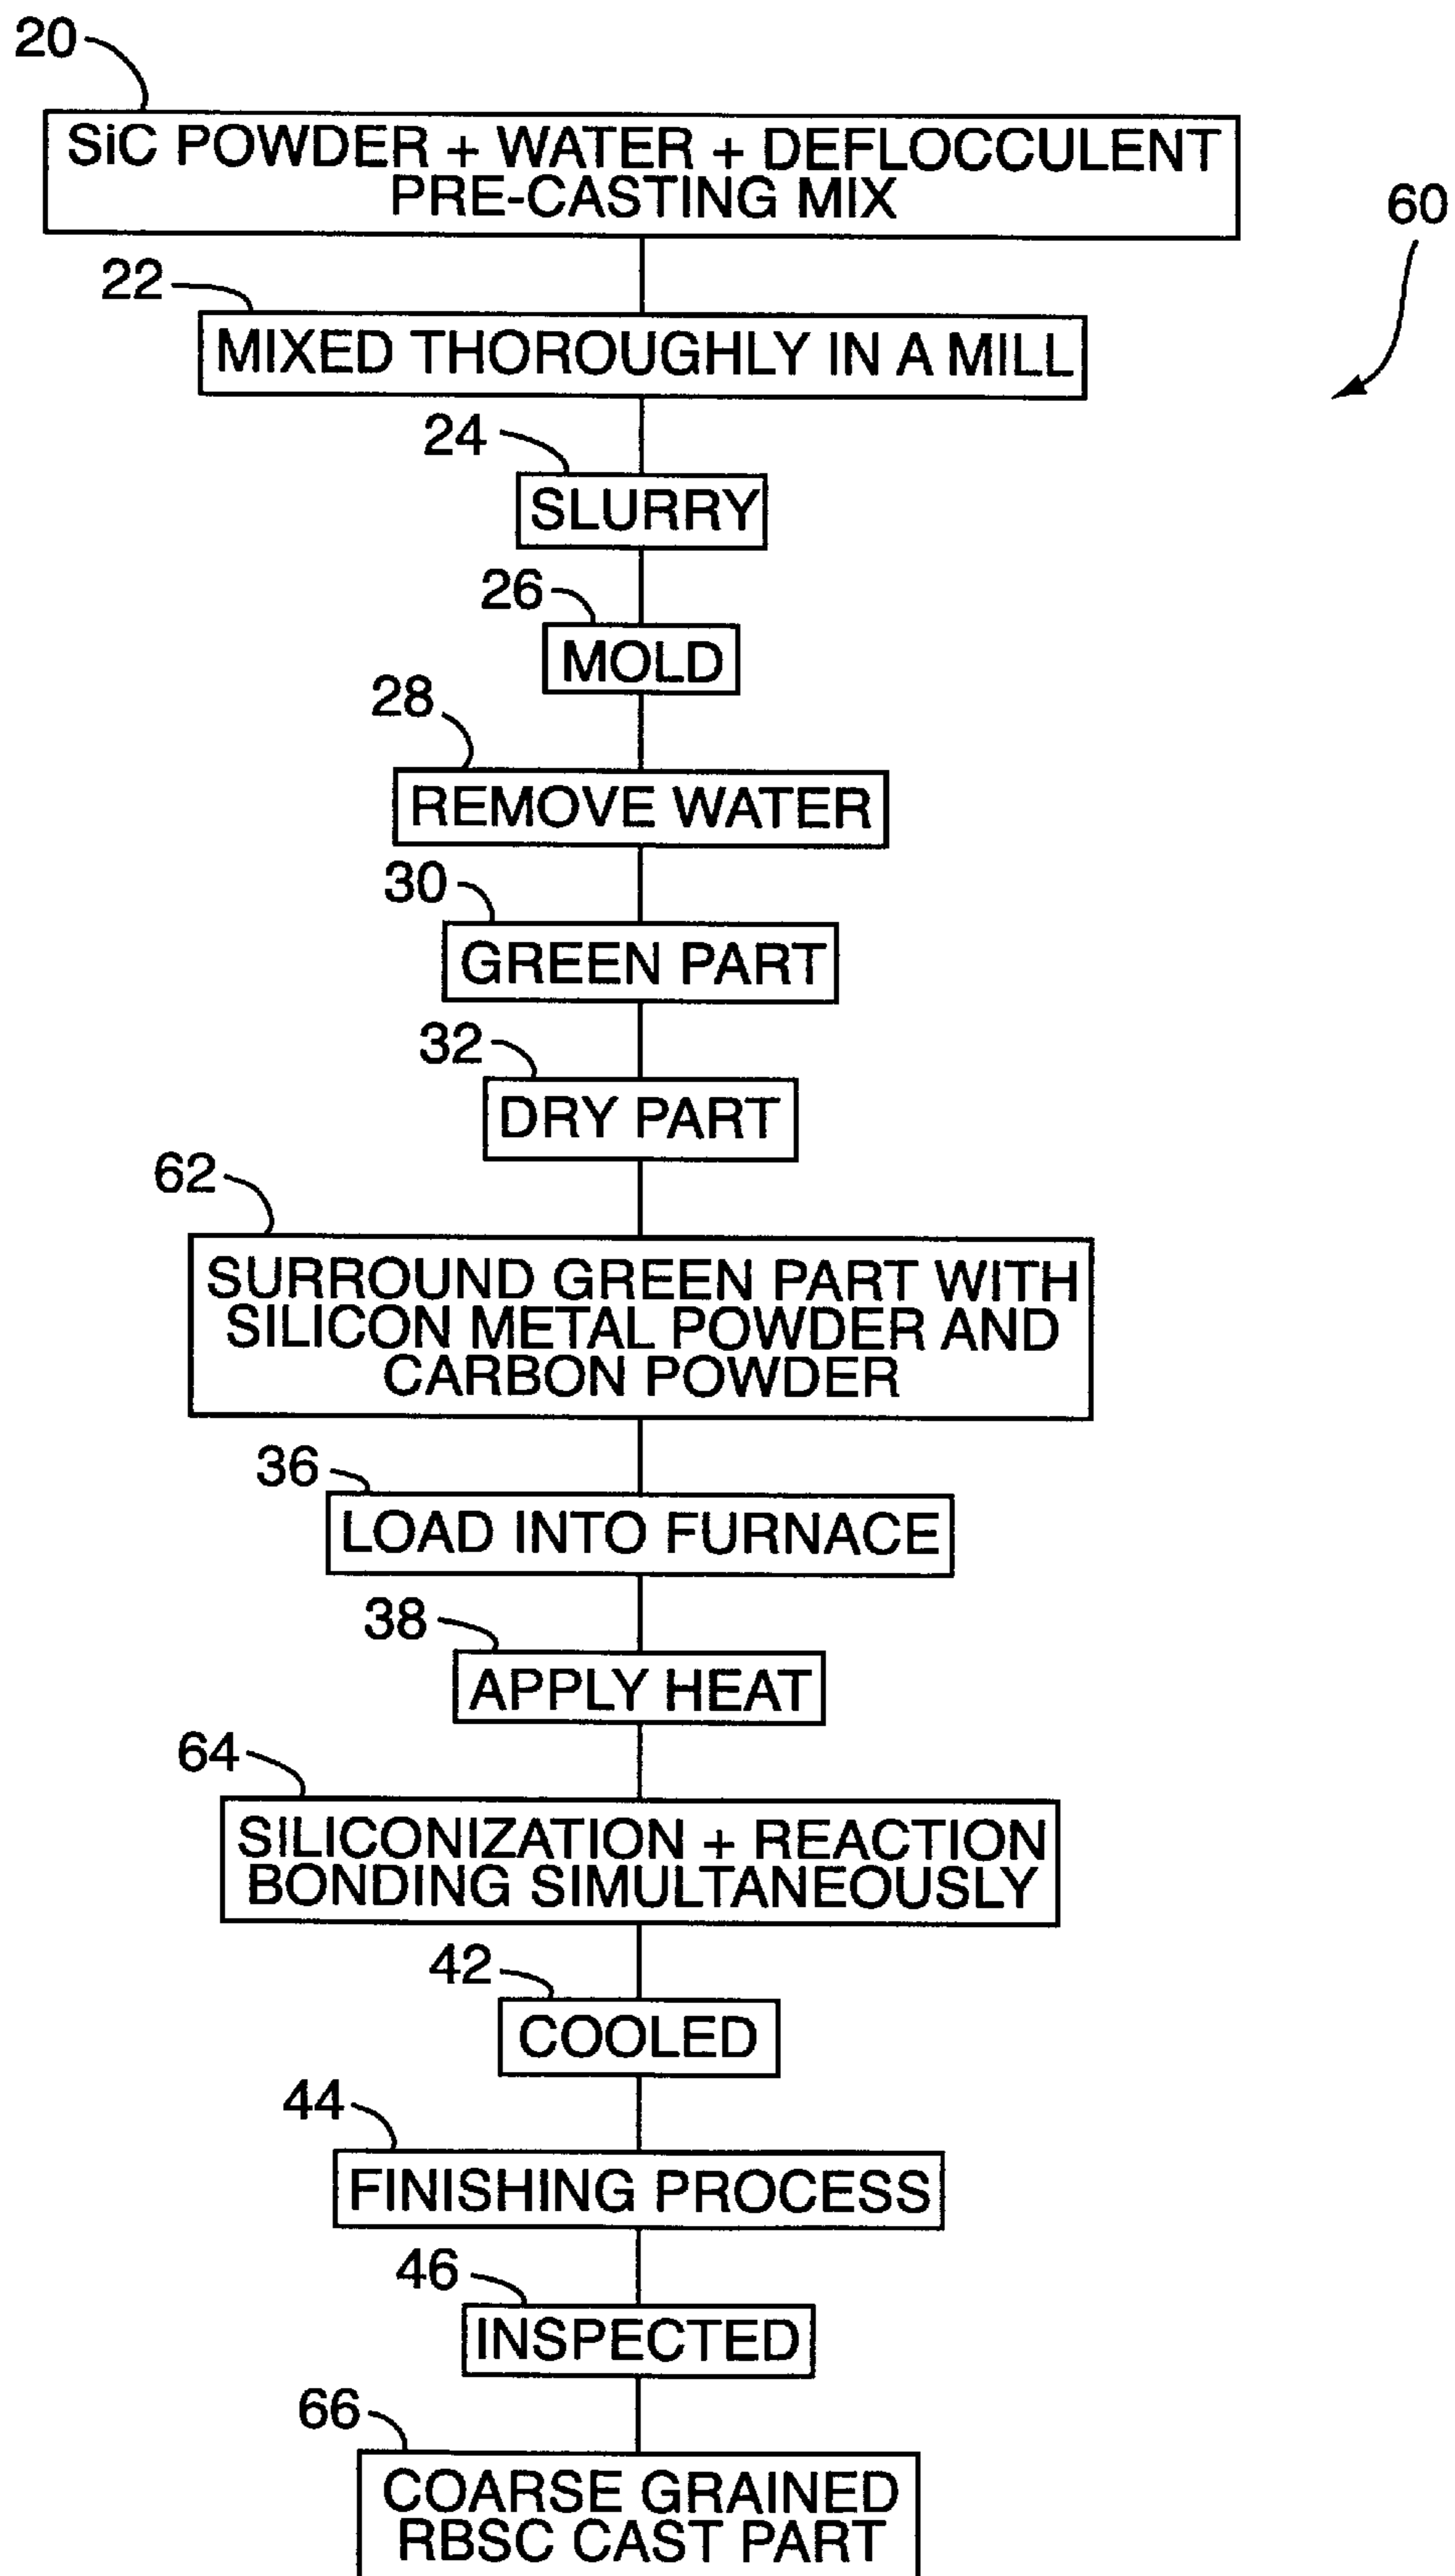 20
SiC POWDER + WATER + DEFLOCCULENT
PRE-CASTING MIX
60
22
MIXED THOROUGHLY IN A MILL
24
SLURRY
26
MOLD
28
REMOVE WATER
30
GREEN PART
32
DRY PART
62
SURROUND GREEN PART WITH
SILICON METAL POWDER AND
CARBON POWDER
36
LOAD INTO FURNACE
38
APPLY HEAT
64
SILICONIZATION + REACTION
BONDING SIMULTANEOUSLY
42
COOLED
44
FINISHING PROCESS
46
INSPECTED
66
COARSE GRAINED
RBSC CAST PART